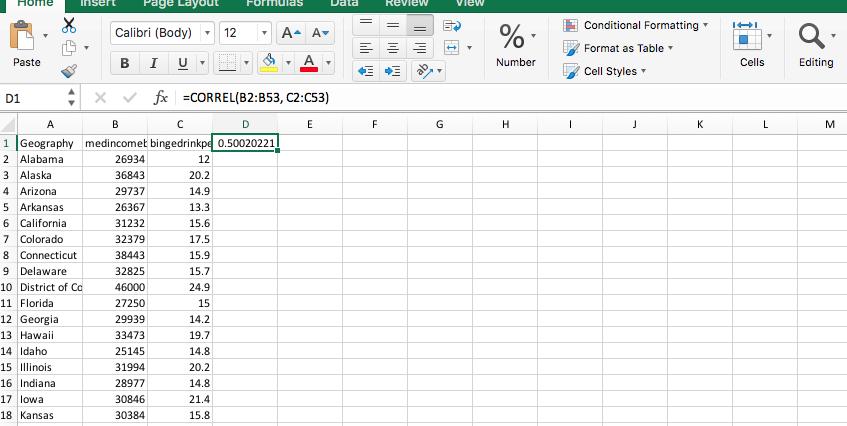 Home Insert Page Layout Formulas Data Review View
Calibri (Body) 12 A A Conditional Formatting
% Format as Table
Paste B I U A ab Number Cell Styles Cells Editing
D1 fx =CORREL(B2:B53, C2:C53)
A B C D E F G H I J K L M
1 Geography medincomet bingedrinkpe 0.50020221
2 Alabama 26934 12
3 Alaska 36843 20.2
4 Arizona 29737 14.9
5 Arkansas 26367 13.3
6 California 31232 15.6
7 Colorado 32379 17.5
8 Connecticut 38443 15.9
9 Delaware 32825 15.7
10 District of Co 46000 24.9
11 Florida 27250 15
12 Georgia 29939 14.2
13 Hawaii 33473 19.7
14 Idaho 25145 14.8
15 Illinois 31994 20.2
16 Indiana 28977 14.8
17 Iowa 30846 21.4
18 Kansas 30384 15.8